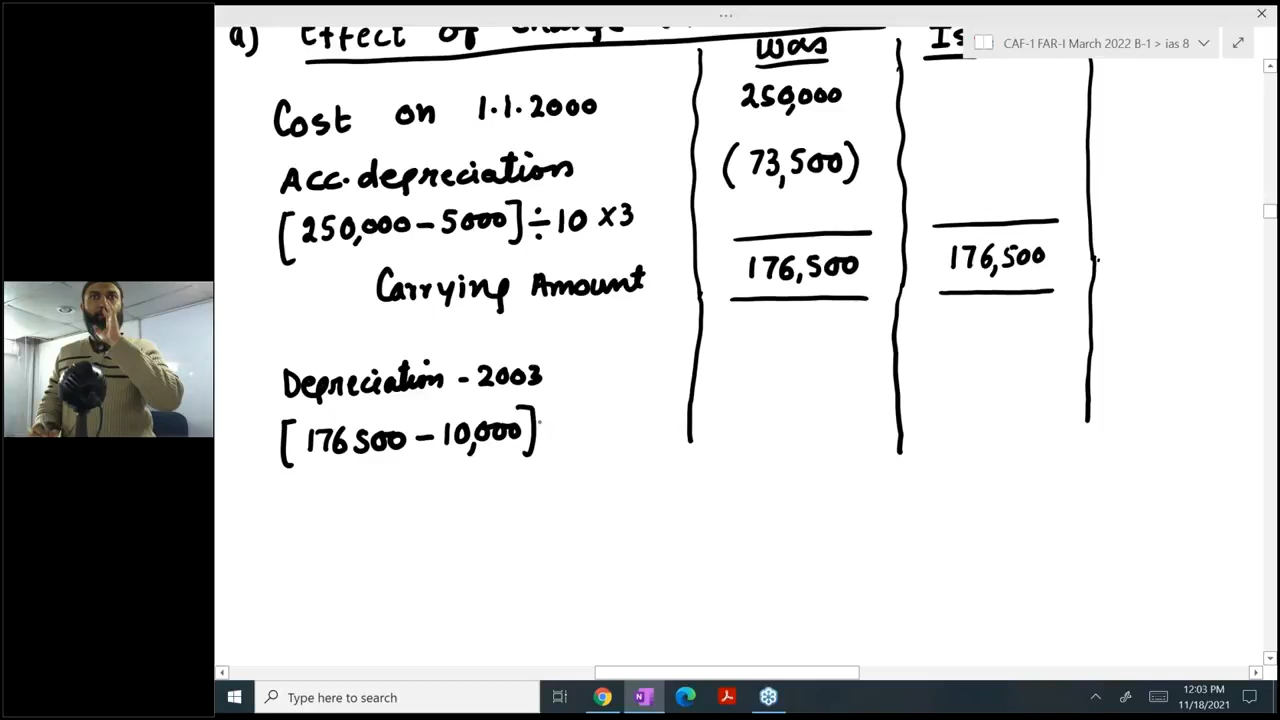 CAF-1 FAR-I March 2022 B-1 > ias 8
a) Effect of Change
Was
Is
Cost on 1.1.2000
250,000
Acc. depreciation
(73,500)
[250,000 - 5000] ÷ 10 x 3
Carrying Amount
176,500
176,500
Depreciation - 2003
[176500 - 10,000]
Type here to search
12:03 PM
11/18/2021